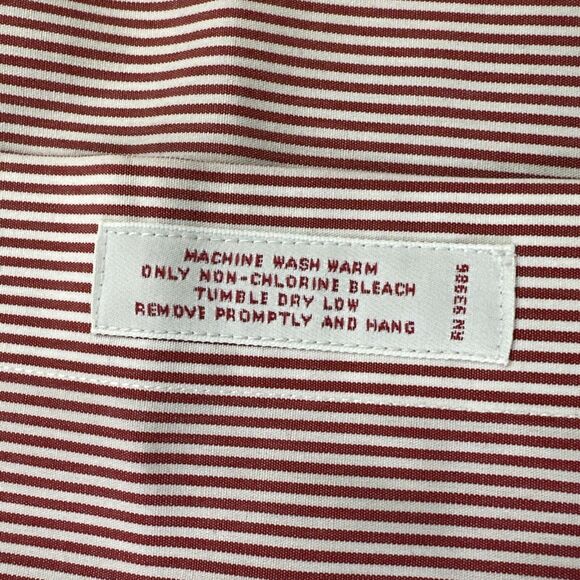 MACHINE WASH WARM
ONLY NON-CHLORINE BLEACH
TUMBLE DRY LOW
REMOVE PROMPTLY AND HANG
RN 93986